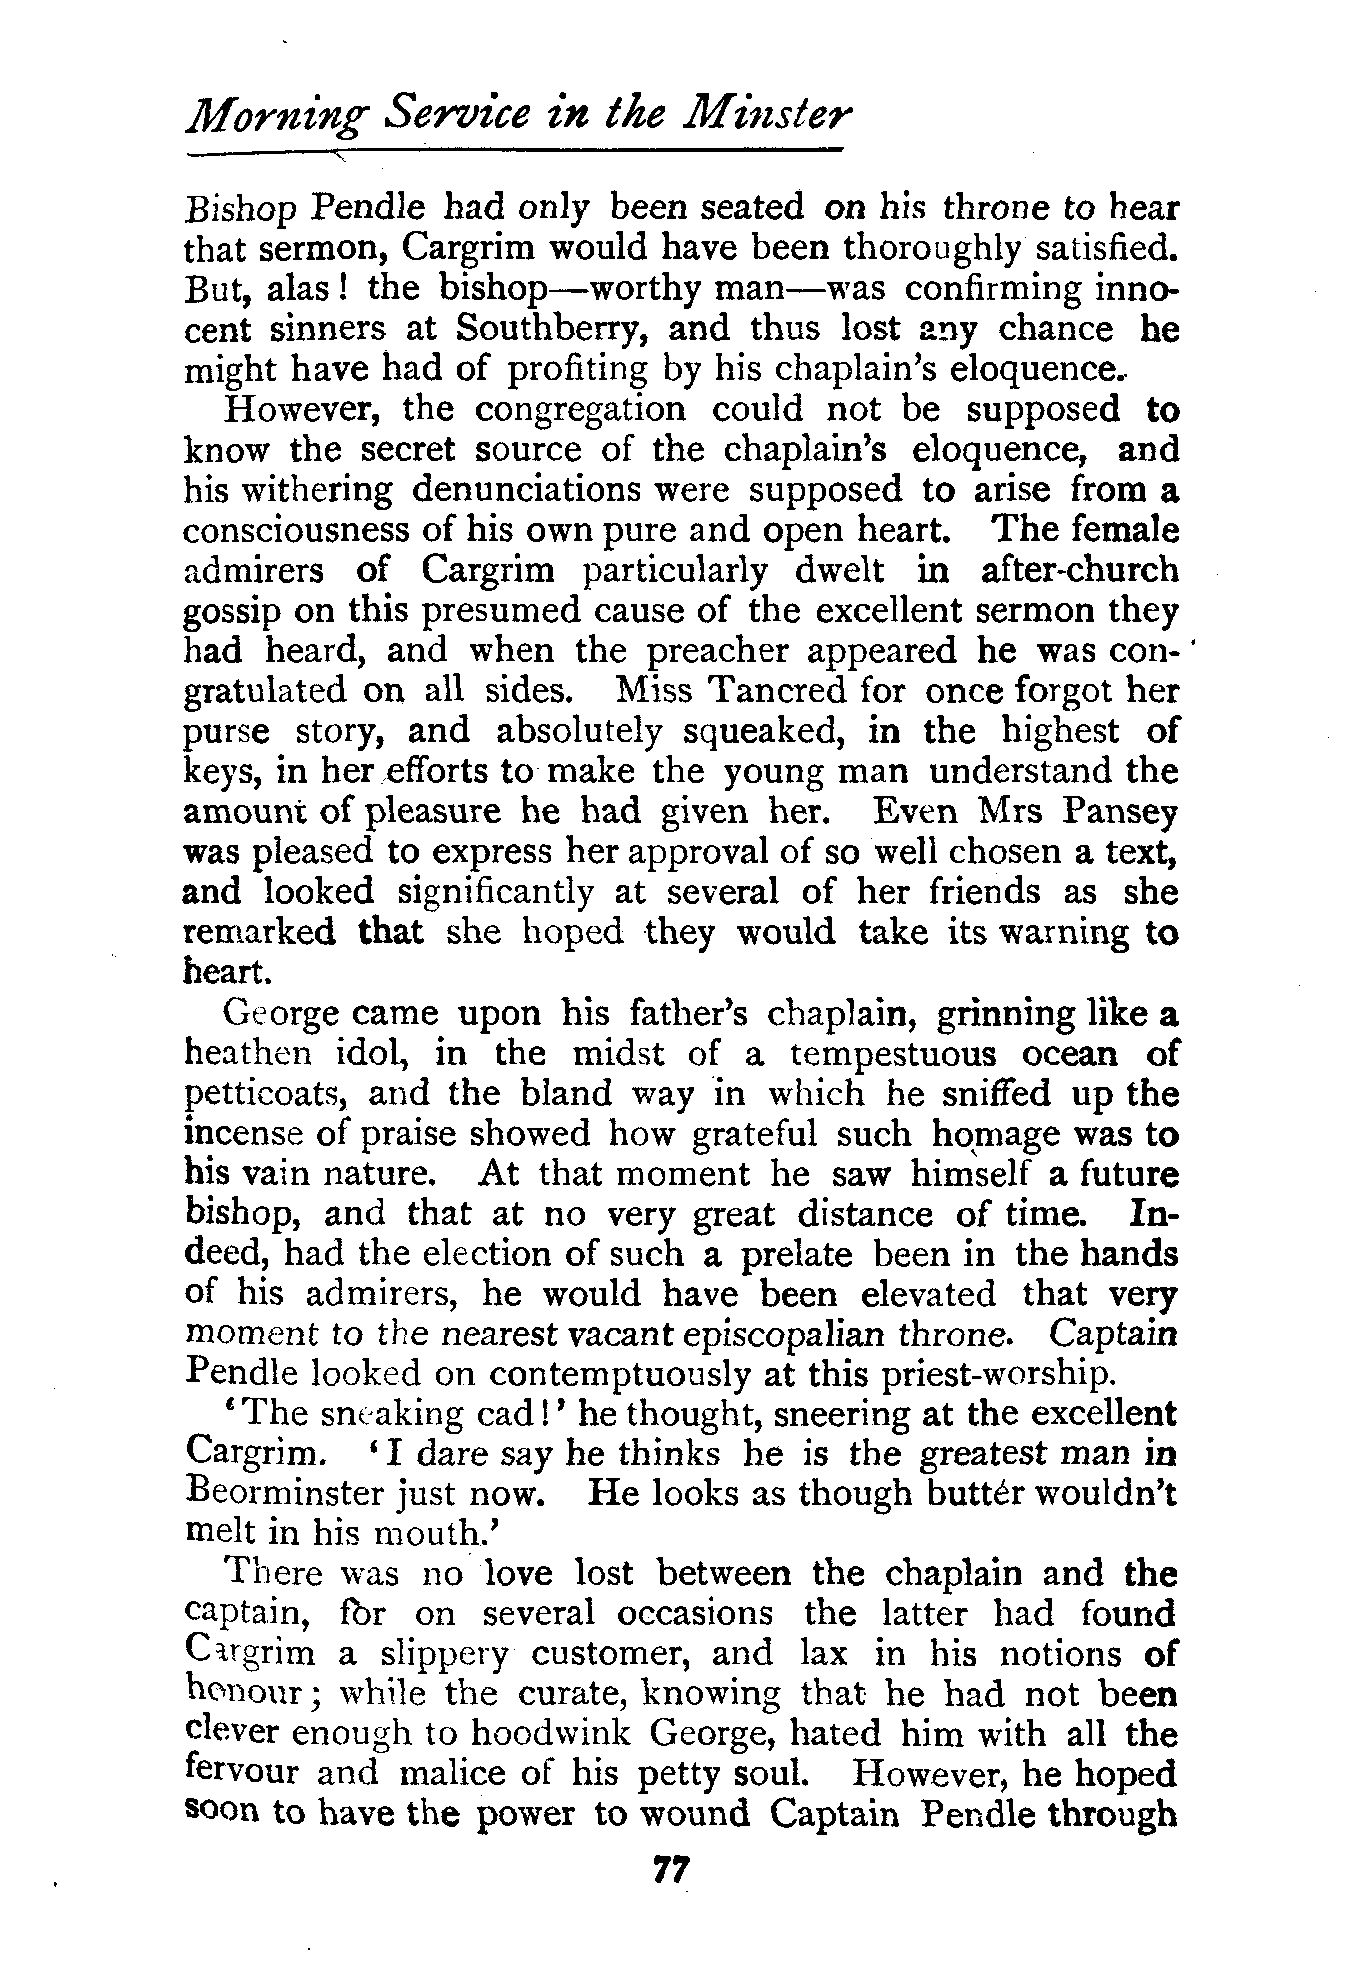 Morning Service in the Minster
Bishop Pendle had only been seated on his throne to hear
that sermon, Cargrim would have been thoroughly satisfied.
But, alas! the bishop—worthy man—was confirming inno-
cent sinners at Southberry, and thus lost any chance he
might have had of profiting by his chaplain's eloquence.
However, the congregation could not be supposed to
know the secret source of the chaplain's eloquence, and
his withering denunciations were supposed to arise from a
consciousness of his own pure and open heart. The female
admirers of Cargrim particularly dwelt in after-church
gossip on this presumed cause of the excellent sermon they
had heard, and when the preacher appeared he was con-
gratulated on all sides. Miss Tancred for once forgot her
purse story, and absolutely squeaked, in the highest of
keys, in her efforts to make the young man understand the
amount of pleasure he had given her. Even Mrs Pansey
was pleased to express her approval of so well chosen a text,
and looked significantly at several of her friends as she
remarked that she hoped they would take its warning to
heart.
George came upon his father's chaplain, grinning like a
heathen idol, in the midst of a tempestuous ocean of
petticoats, and the bland way in which he sniffed up the
incense of praise showed how grateful such homage was to
his vain nature. At that moment he saw himself a future
bishop, and that at no very great distance of time. In-
deed, had the election of such a prelate been in the hands
of his admirers, he would have been elevated that very
moment to the nearest vacant episcopalian throne. Captain
Pendle looked on contemptuously at this priest-worship.
'The sneaking cad!' he thought, sneering at the excellent
Cargrim. 'I dare say he thinks he is the greatest man in
Beorminster just now. He looks as though butter wouldn't
melt in his mouth.'
There was no love lost between the chaplain and the
captain, for on several occasions the latter had found
Cargrim a slippery customer, and lax in his notions of
honour; while the curate, knowing that he had not been
clever enough to hoodwink George, hated him with all the
fervour and malice of his petty soul. However, he hoped
soon to have the power to wound Captain Pendle through
77